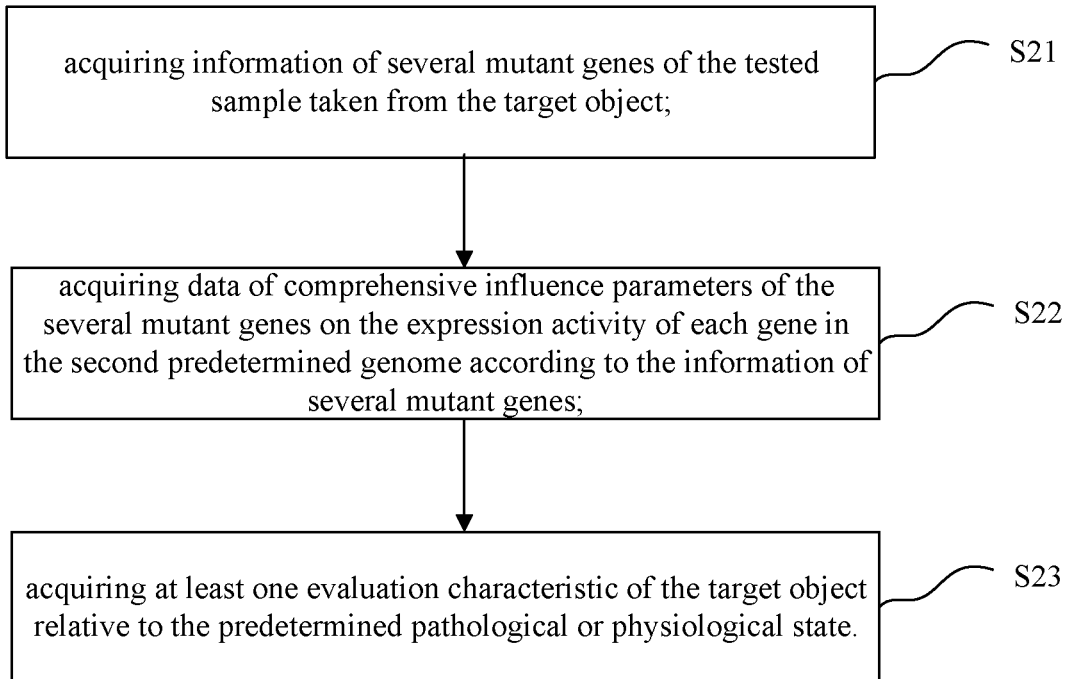 acquiring information of several mutant genes of the tested
sample taken from the target object;
S21
acquiring data of comprehensive influence parameters of the
several mutant genes on the expression activity of each gene in
the second predetermined genome according to the information of
several mutant genes;
S22
acquiring at least one evaluation characteristic of the target object
relative to the predetermined pathological or physiological state.
S23